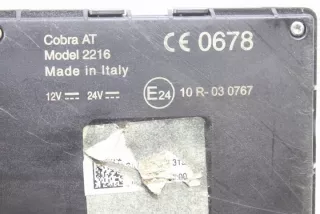 Cobra AT
Model 2216
Made in Italy
CE 0678
12V 24V
E24 10 R-03 0767